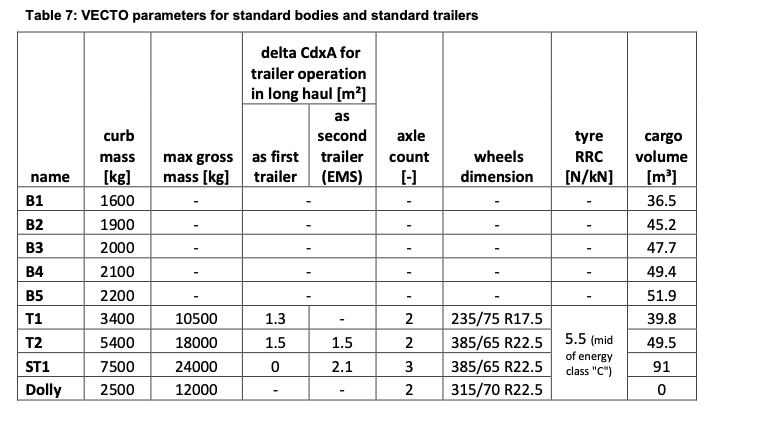 Table 7: VECTO parameters for standard bodies and standard trailers
delta CdxA for
trailer operation
in long haul [m²]
as
curb second axle tyre cargo
mass max gross as first trailer count wheels RRC volume
name [kg] mass [kg] trailer (EMS) [-] dimension [N/kN] [m³]
B1 1600 - - - - - 36.5
B2 1900 - - - - - 45.2
B3 2000 - - - - - 47.7
B4 2100 - - - - - 49.4
B5 2200 - - - - - 51.9
T1 3400 10500 1.3 - 2 235/75 R17.5 39.8
T2 5400 18000 1.5 1.5 2 385/65 R22.5 5.5 (mid 49.5
ST1 7500 24000 0 2.1 3 385/65 R22.5 of energy 91
Dolly 2500 12000 - - 2 315/70 R22.5 class "C") 0